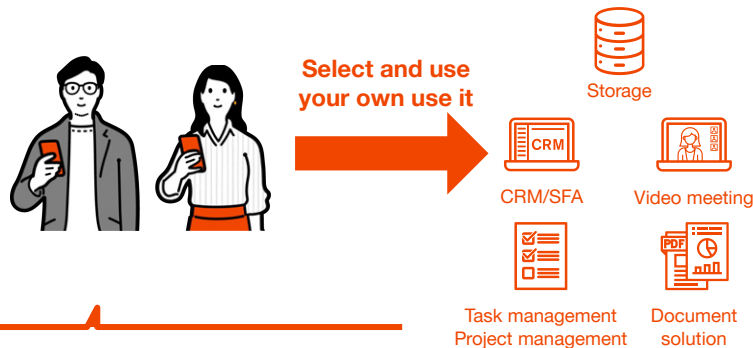 Select and use
your own use it
Storage
CRM
CRM/SFA
Video meeting
PDF
Task management
Project management
Document
solution